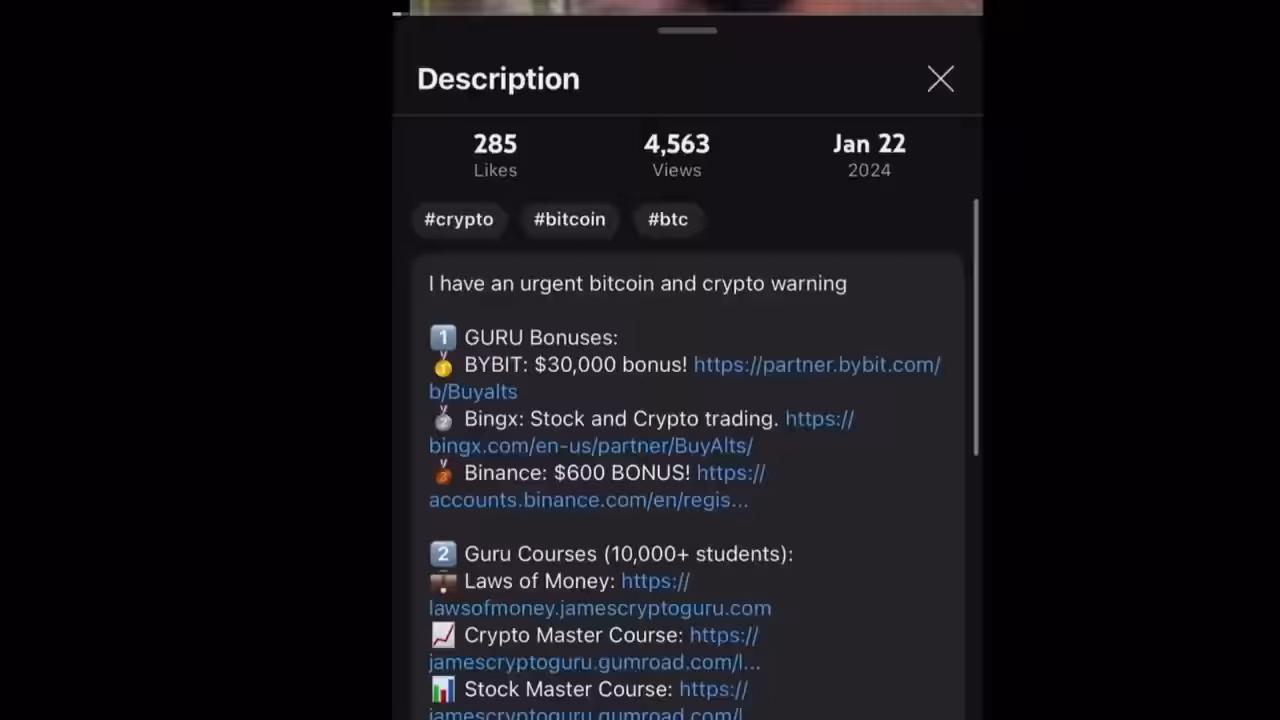 Description
285 4,563 Jan 22
Likes Views 2024
#crypto #bitcoin #btc
I have an urgent bitcoin and crypto warning
1️⃣ GURU Bonuses:
🥇 BYBIT: $30,000 bonus! https://partner.bybit.com/
b/Buyalts
🥈 Bingx: Stock and Crypto trading. https://
bingx.com/en-us/partner/BuyAlts/
🥉 Binance: $600 BONUS! https://
accounts.binance.com/en/regis...
2️⃣ Guru Courses (10,000+ students):
💼 Laws of Money: https://
lawsofmoney.jamescryptoguru.com
📈 Crypto Master Course: https://
jamescryptoguru.gumroad.com/l...
📊 Stock Master Course: https://
jamescryptoguru.gumroad.com/l